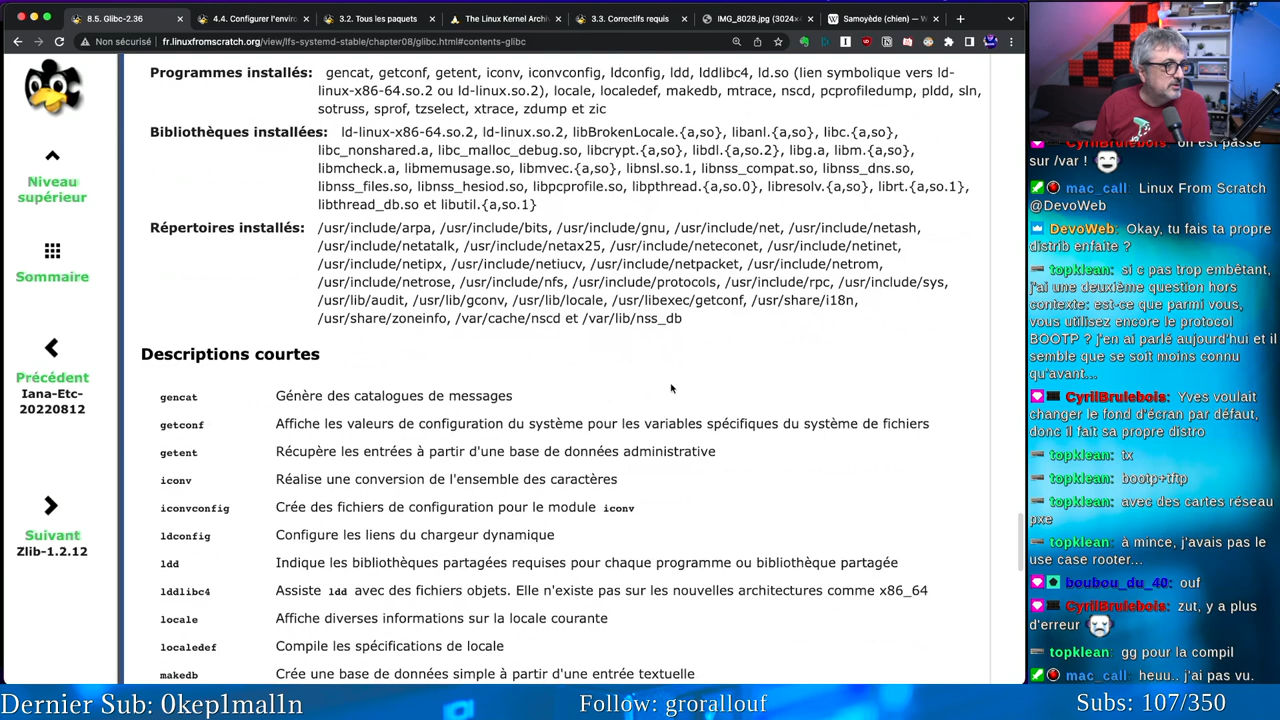 8.5. Glibc-2.36
4.4. Configurer l'enviro
3.2. Tous les paquets
The Linux Kernel Archi
3.3. Correctifs requis
IMG_8028.jpg (3024×4
Samoyède (chien) — W
Non sécurisé
fr.linuxfromscratch.org/view/lfs-systemd-stable/chapter08/glibc.html#contents-glibc
Niveau
supérieur
Sommaire
Précédent
Iana-Etc-
20220812
Suivant
Zlib-1.2.12
Programmes installés: gencat, getconf, getent, iconv, iconvconfig, ldconfig, ldd, lddlibc4, ld.so (lien symbolique vers ld-
linux-x86-64.so.2 ou ld-linux.so.2), locale, localedef, makedb, mtrace, nscd, pcprofiledump, pldd, sln,
sotruss, sprof, tzselect, xtrace, zdump et zic
Bibliothèques installées: ld-linux-x86-64.so.2, ld-linux.so.2, libBrokenLocale.{a,so}, libanl.{a,so}, libc.{a,so},
libc_nonshared.a, libc_malloc_debug.so, libcrypt.{a,so}, libdl.{a,so.2}, libg.a, libm.{a,so},
libmcheck.a, libmemusage.so, libmvec.{a,so}, libnsl.so.1, libnss_compat.so, libnss_dns.so,
libnss_files.so, libnss_hesiod.so, libpcprofile.so, libpthread.{a,so.0}, libresolv.{a,so}, librt.{a,so.1},
libthread_db.so et libutil.{a,so.1}
Répertoires installés: /usr/include/arpa, /usr/include/bits, /usr/include/gnu, /usr/include/net, /usr/include/netash,
/usr/include/netatalk, /usr/include/netax25, /usr/include/neteconet, /usr/include/netinet,
/usr/include/netipx, /usr/include/netiucv, /usr/include/netpacket, /usr/include/netrom,
/usr/include/netrose, /usr/include/nfs, /usr/include/protocols, /usr/include/rpc, /usr/include/sys,
/usr/lib/audit, /usr/lib/gconv, /usr/lib/locale, /usr/libexec/getconf, /usr/share/i18n,
/usr/share/zoneinfo, /var/cache/nscd et /var/lib/nss_db
Descriptions courtes
gencat Génère des catalogues de messages
getconf Affiche les valeurs de configuration du système pour les variables spécifiques du système de fichiers
getent Récupère les entrées à partir d'une base de données administrative
iconv Réalise une conversion de l'ensemble des caractères
iconvconfig Crée des fichiers de configuration pour le module iconv
ldconfig Configure les liens du chargeur dynamique
ldd Indique les bibliothèques partagées requises pour chaque programme ou bibliothèque partagée
lddlibc4 Assiste ldd avec des fichiers objets. Elle n'existe pas sur les nouvelles architectures comme x86_64
locale Affiche diverses informations sur la locale courante
localedef Compile les spécifications de locale
makedb Crée une base de données simple à partir d'une entrée textuelle
CyrilBrulebois: on est passé
sur /var !
mac_call: Linux From Scratch
@DevoWeb
DevoWeb: Okay, tu fais ta propre
distrib enfaite ?
topklean: si c pas trop embètant,
j'ai une deuxième question hors
contexte: est-ce que parmi vous,
vous utilisez encore le protocol
BOOTP ? j'en ai parlé aujourd'hui et il
semble que se soit moins connu
qu'avant...
CyrilBrulebois: Yves voulait
changer le fond d'écran par défaut,
donc il fait sa propre distro
topklean: tx
topklean: bootp+tftp
topklean: avec des cartes réseau
pxe
topklean: à mince, j'avais pas le
use case rooter...
boubou_du_40: ouf
CyrilBrulebois: zut, y a plus
d'erreur
topklean: gg pour la compil
mac_call: heuu.. j'ai pas vu.
Dernier Sub: 0kep1mal1n
Follow: grorallouf
Subs: 107/350